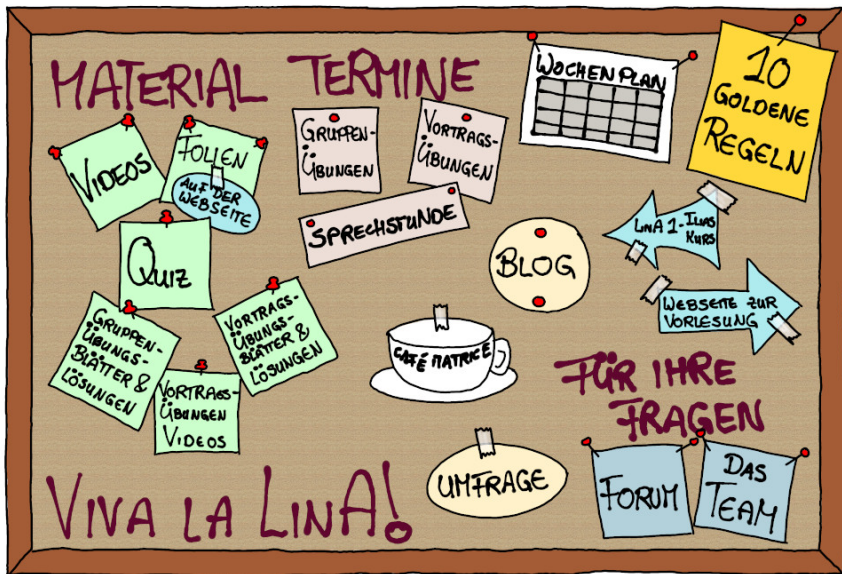 MATERIAL
VIDEOS
FOLIEN
AUF DER
WEBSEITE
QUIZ
GRUPPEN-
ÜBUNGS-
BLÄTTER &
LÖSUNGEN
VORTRAGS-
ÜBUNGS-
BLÄTTER &
LÖSUNGEN
VORTRAGS-
ÜBUNGEN
VIDEOS
TERMINE
GRUPPEN-
ÜBUNGEN
VORTRAGS-
ÜBUNGEN
SPRECHSTUNDE
WOCHENPLAN
10
GOLDENE
REGELN
BLOG
LINA 1-ILIAS
KURS
WEBSEITE ZUR
VORLESUNG
CAFÉ MATRICE
FÜR IHRE
FRAGEN
FORUM
DAS
TEAM
UMFRAGE
VIVA LA LINA!